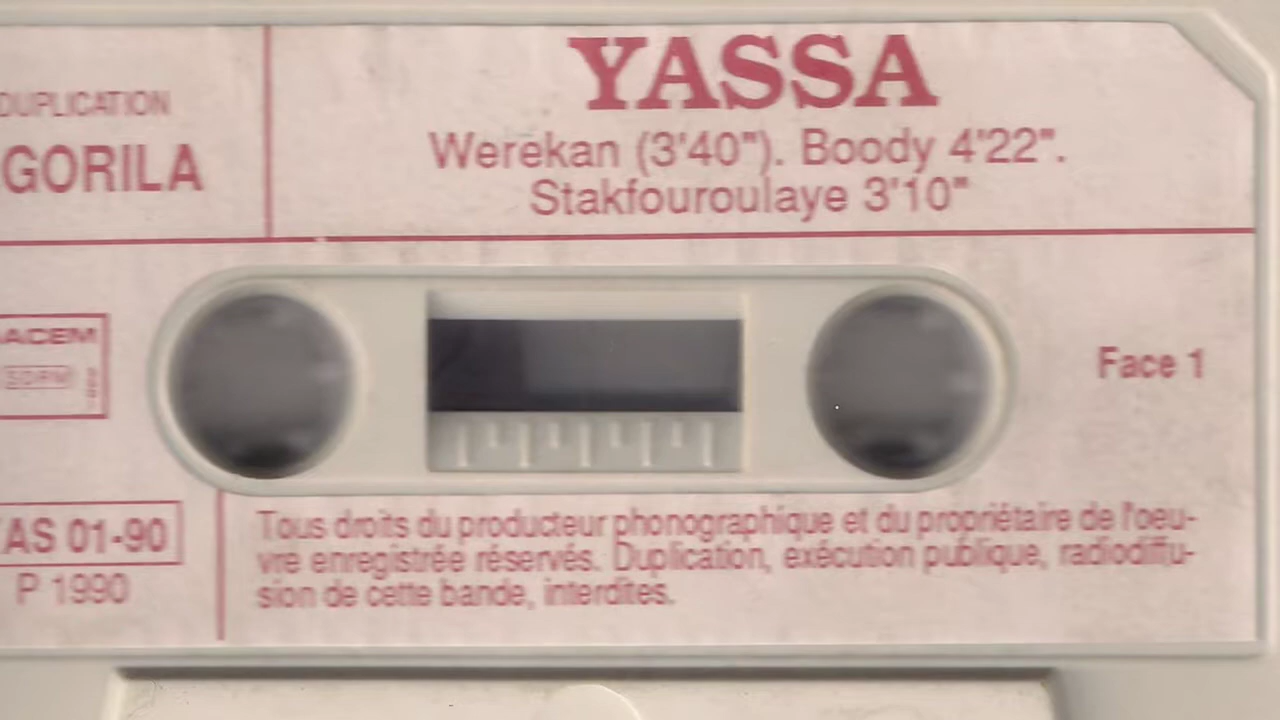 YASSA
Werekan (3'40"). Boody 4'22".
Stakfouroulaye 3'10"
DUPLICATION
GORILA
ACEM
SDRM
Face 1
AS 01-90
P 1990
Tous droits du producteur phonographique et du propriétaire de l'oeu-
vre enregistrée réservés. Duplication, exécution publique, radiodiffu-
sion de cette bande, interdites.